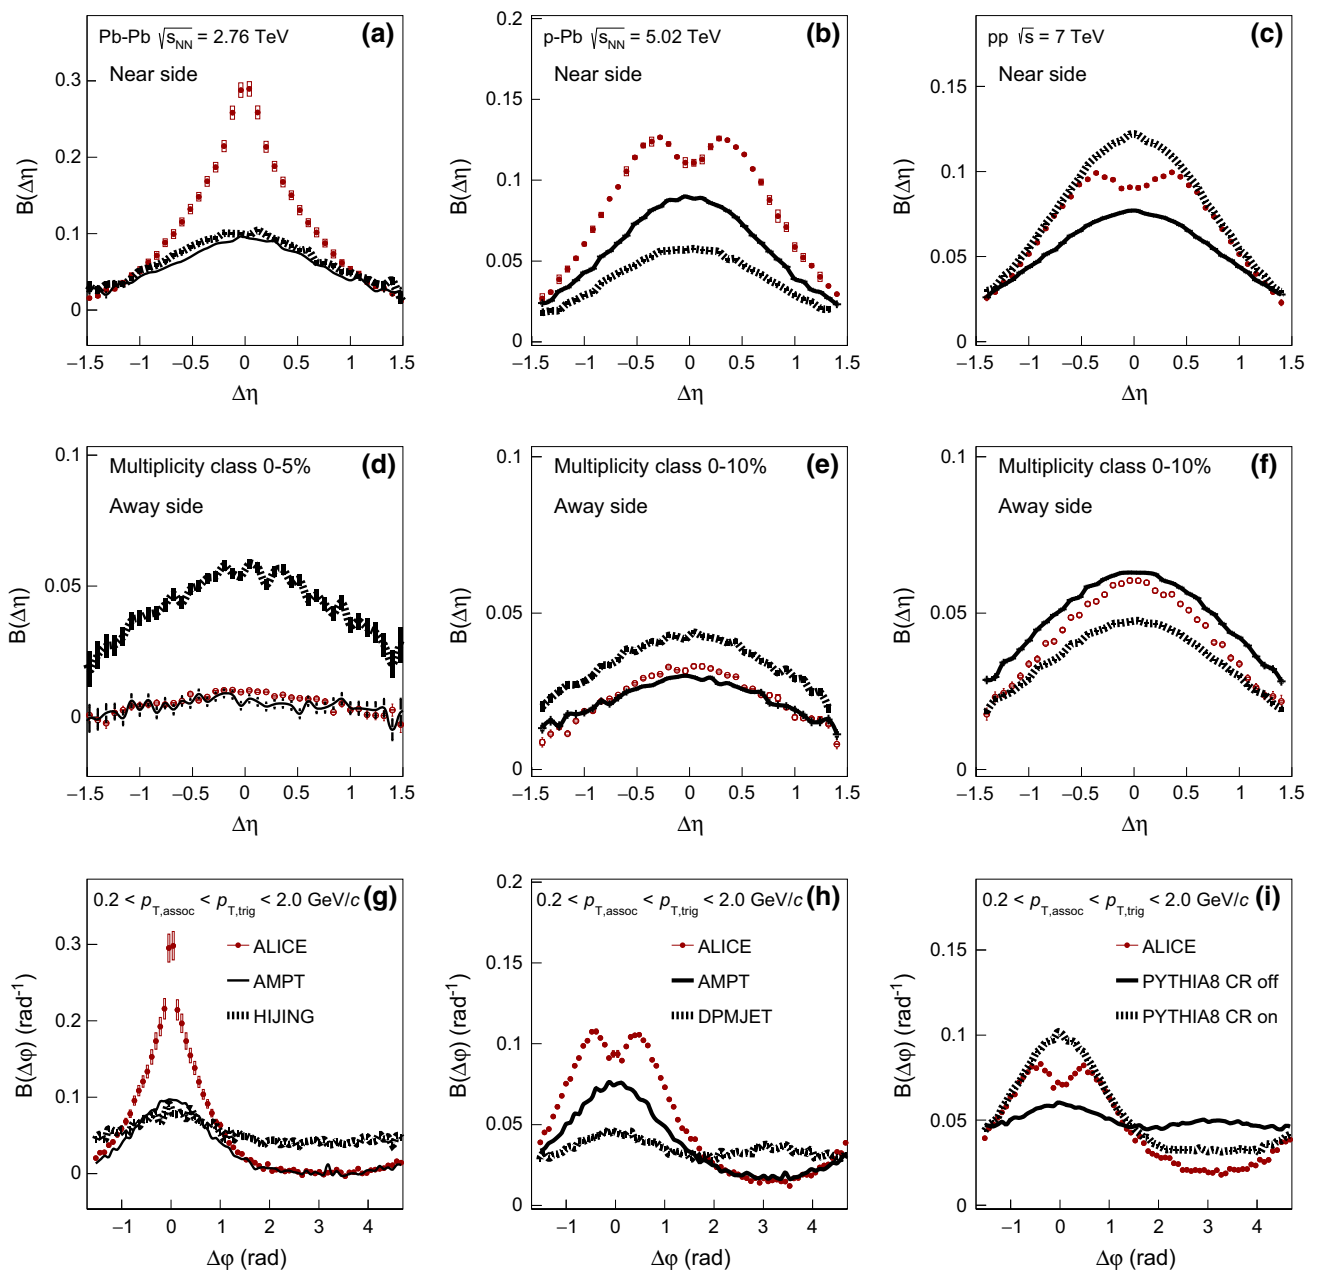 Pb-Pb √sNN = 2.76 TeV (a)
Near side
B(Δη)
0.3
0.2
0.1
0
−1.5 −1 −0.5 0 0.5 1 1.5
Δη
p-Pb √sNN = 5.02 TeV (b)
Near side
B(Δη)
0.2
0.15
0.1
0.05
0
−1.5 −1 −0.5 0 0.5 1 1.5
Δη
pp √s = 7 TeV (c)
Near side
B(Δη)
0.15
0.1
0.05
0
−1.5 −1 −0.5 0 0.5 1 1.5
Δη
Multiplicity class 0-5% (d)
Away side
B(Δη)
0.1
0.05
0
−1.5 −1 −0.5 0 0.5 1 1.5
Δη
Multiplicity class 0-10% (e)
Away side
B(Δη)
0.1
0.05
0
−1.5 −1 −0.5 0 0.5 1 1.5
Δη
Multiplicity class 0-10% (f)
Away side
B(Δη)
0.1
0.05
0
−1.5 −1 −0.5 0 0.5 1 1.5
Δη
0.2 < pT,assoc < pT,trig < 2.0 GeV/c (g)
ALICE
AMPT
HIJING
B(Δφ) (rad-1)
0.3
0.2
0.1
0
−1 0 1 2 3 4
Δφ (rad)
0.2 < pT,assoc < pT,trig < 2.0 GeV/c (h)
ALICE
AMPT
DPMJET
B(Δφ) (rad-1)
0.2
0.15
0.1
0.05
0
−1 0 1 2 3 4
Δφ (rad)
0.2 < pT,assoc < pT,trig < 2.0 GeV/c (i)
ALICE
PYTHIA8 CR off
PYTHIA8 CR on
B(Δφ) (rad-1)
0.15
0.1
0.05
0
−1 0 1 2 3 4
Δφ (rad)